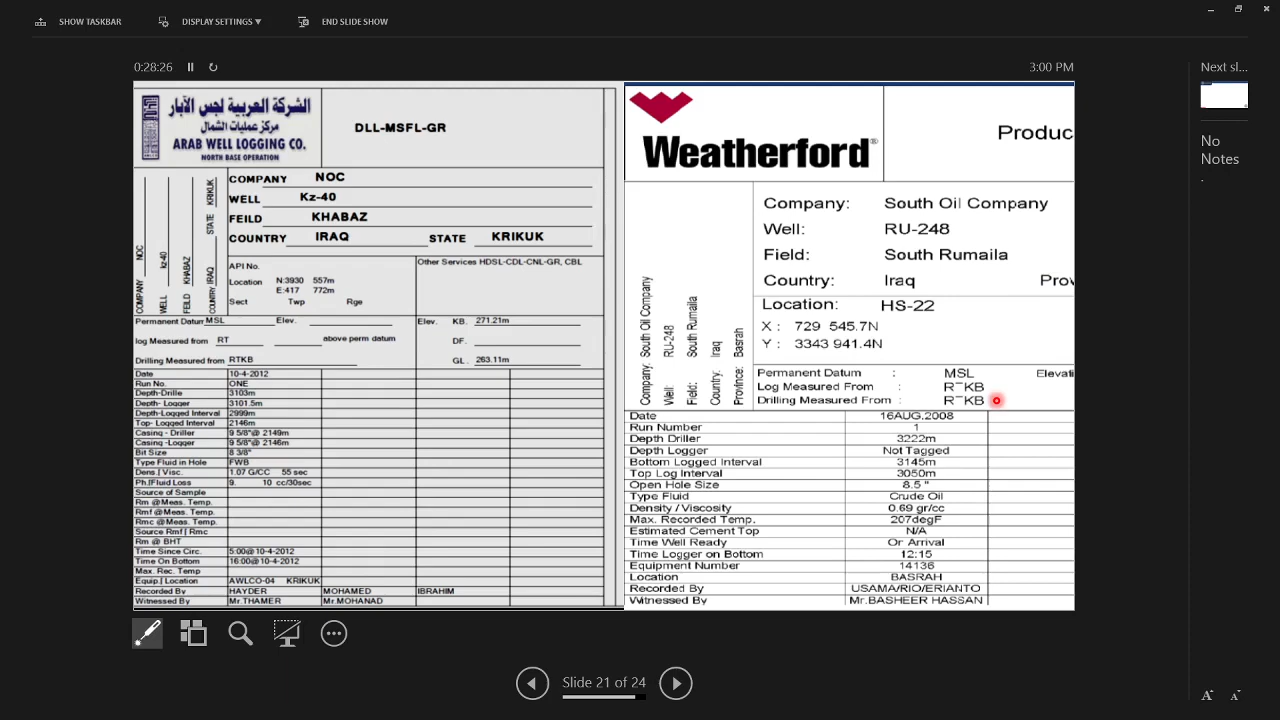 SHOW TASKBAR
DISPLAY SETTINGS ▼
END SLIDE SHOW
0:28:26
3:00 PM
Next sl...
No Notes
.
الشركة العربية لجس الآبار
مركز عمليات الشمال
ARAB WELL LOGGING CO.
NORTH BASE OPERATION
DLL-MSFL-GR
COMPANY NOC
WELL Kz-40
FEILD KHABAZ
COUNTRY IRAQ STATE KRIKUK
COMPANY NOC
WELL kz-40
FEILD KHABAZ
COUNTRY IRAQ STATE KRIKUK
API No.
Location N:3930 557m
E:417 772m
Sect Twp Rge
Other Services HDSL-CDL-CNL-GR, CBL
Permanent Datum MSL Elev. Elev. KB. 271.21m
log Measured from RT above perm datum DF.
Drilling Measured from RTKB GL. 263.11m
Date 10-4-2012
Run No. ONE
Depth-Drille 3103m
Depth- Logger 3101.5m
Depth-Logged Interval 2999m
Top- Logged Interval 2146m
Casing - Driller 9 5/8"@ 2149m
Casing -Logger 9 5/8"@ 2146m
Bit Size 8 3/8"
Type Fluid in Hole FWB
Dens.[ Visc. 1.07 G/CC 55 sec
Ph.[Fluid Loss 9. 10 cc/30sec
Source of Sample
Rm @Meas. Temp.
Rmf @Meas. Temp.
Rmc @Meas. Temp.
Source Rmf [ Rmc
Rm @ BHT
Time Since Circ. 5:00@10-4-2012
Time On Bottom 16:00@10-4-2012
Max. Rec. Temp
Equip.[ Location AWLCO-04 KRIKUK
Recorded By HAYDER MOHAMED IBRAHIM
Witnessed By Mr.THAMER Mr.MOHANAD
Weatherford®
Produc
Company: South Oil Company
Well: RU-248
Field: South Rumaila
Country: Iraq Prov
Location: HS-22
X : 729 545.7N
Y : 3343 941.4N
Company: South Oil Company
Well: RU-248
Field: South Rumaila
Country: Iraq
Province: Basrah
Permanent Datum : MSL Elevati
Log Measured From : R¯KB
Drilling Measured From : R¯KB
Date 16AUG.2008
Run Number 1
Depth Driller 3222m
Depth Logger Not Tagged
Bottom Logged Interval 3145m
Top Log Interval 3050m
Open Hole Size 8.5 "
Type Fluid Crude Oil
Density / Viscosity 0.69 gr/cc
Max. Recorded Temp. 207degF
Estimated Cement Top N/A
Time Well Ready On Arrival
Time Logger on Bottom 12:15
Equipment Number 14136
Location BASRAH
Recorded By USAMA/RIO/ERIANTO
Witnessed By Mr.BASHEER HASSAN
Slide 21 of 24
A A